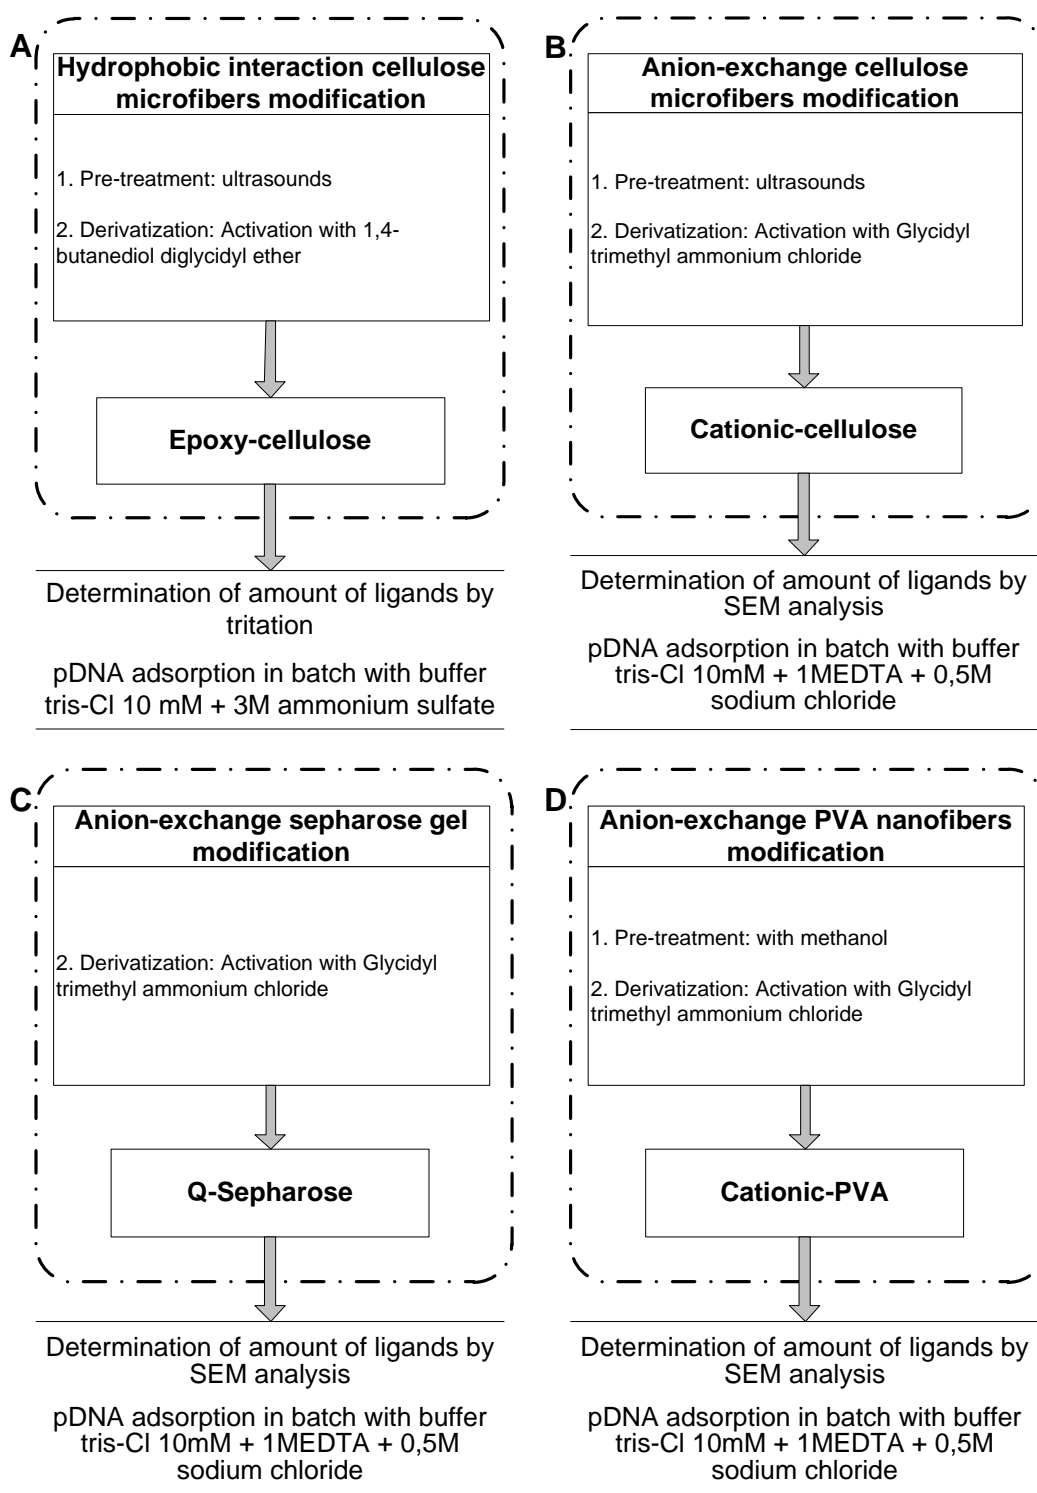 A
Hydrophobic interaction cellulose
microfibers modification
1. Pre-treatment: ultrasounds
2. Derivatization: Activation with 1,4-
butanediol diglycidyl ether
Epoxy-cellulose
Determination of amount of ligands by
tritation
pDNA adsorption in batch with buffer
tris-Cl 10 mM + 3M ammonium sulfate
B
Anion-exchange cellulose
microfibers modification
1. Pre-treatment: ultrasounds
2. Derivatization: Activation with Glycidyl
trimethyl ammonium chloride
Cationic-cellulose
Determination of amount of ligands by
SEM analysis
pDNA adsorption in batch with buffer
tris-Cl 10mM + 1MEDTA + 0,5M
sodium chloride
C
Anion-exchange sepharose gel
modification
2. Derivatization: Activation with Glycidyl
trimethyl ammonium chloride
Q-Sepharose
Determination of amount of ligands by
SEM analysis
pDNA adsorption in batch with buffer
tris-Cl 10mM + 1MEDTA + 0,5M
sodium chloride
D
Anion-exchange PVA nanofibers
modification
1. Pre-treatment: with methanol
2. Derivatization: Activation with Glycidyl
trimethyl ammonium chloride
Cationic-PVA
Determination of amount of ligands by
SEM analysis
pDNA adsorption in batch with buffer
tris-Cl 10mM + 1MEDTA + 0,5M
sodium chloride